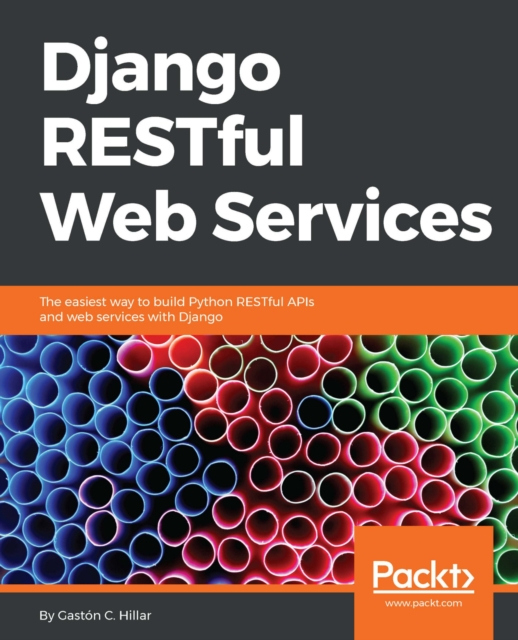 Django
RESTful
Web Services
The easiest way to build Python RESTful APIs
and web services with Django
Packt>
www.packt.com
By Gastón C. Hillar